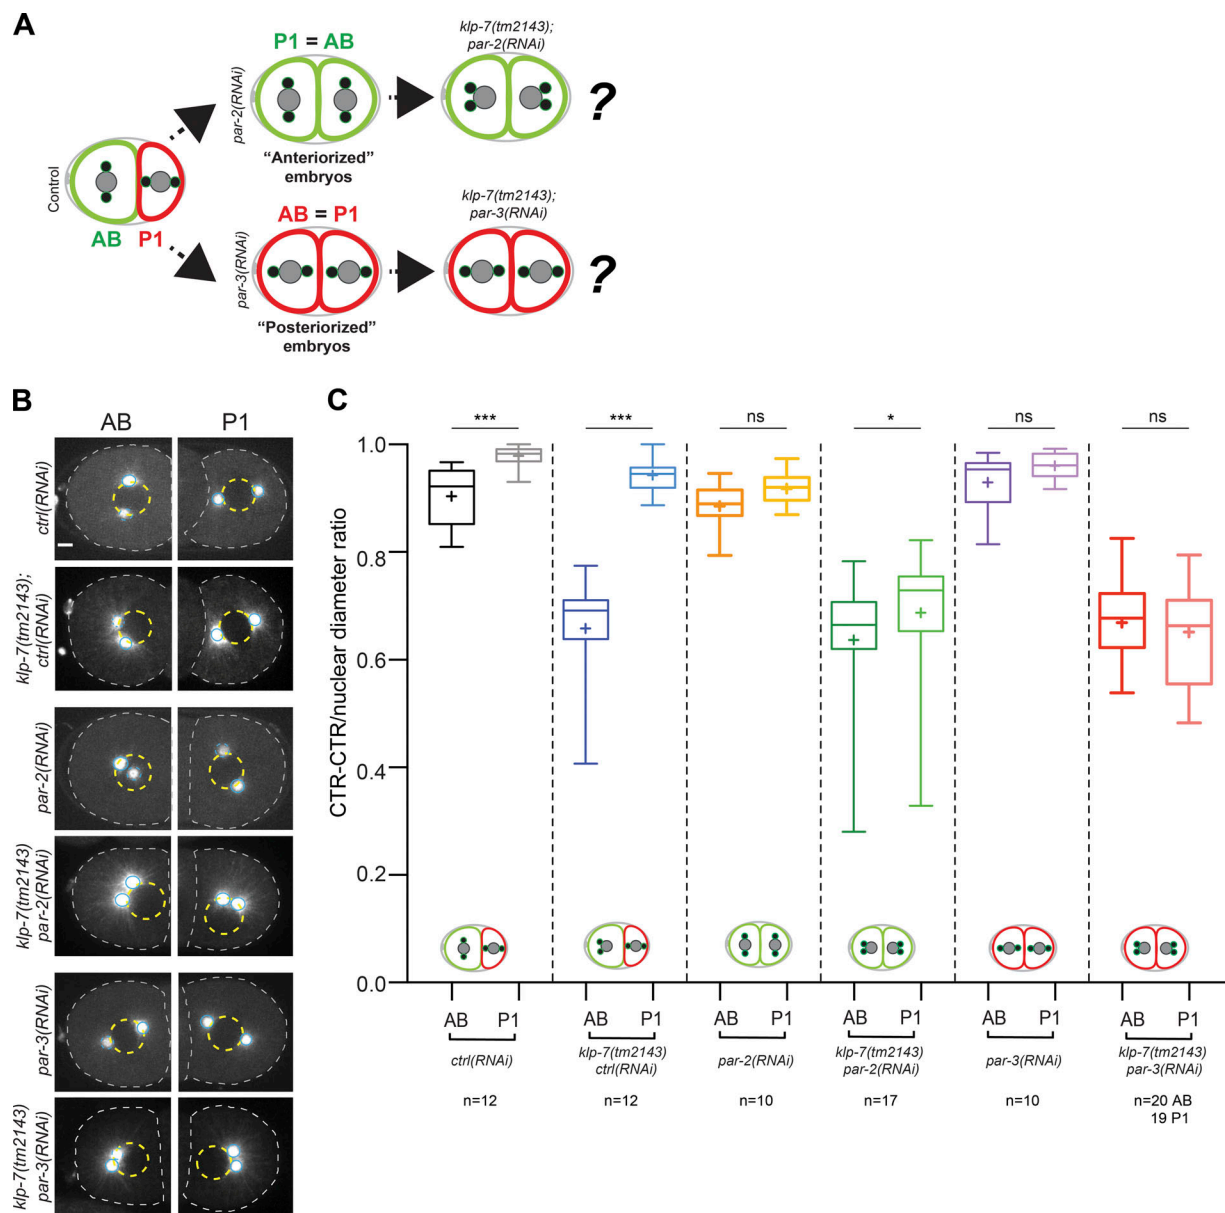 A
P1 = AB
klp-7(tm2143);
par-2(RNAi)
par-2(RNAi)
?
"Anteriorized"
embryos
Control
AB P1
AB = P1
klp-7(tm2143);
par-3(RNAi)
par-3(RNAi)
?
"Posteriorized"
embryos
B
AB P1
ctrl(RNAi)
klp-7(tm2143);
ctrl(RNAi)
par-2(RNAi)
klp-7(tm2143)
par-2(RNAi)
par-3(RNAi)
klp-7(tm2143)
par-3(RNAi)
C
*** *** ns * ns ns
CTR-CTR/nuclear diameter ratio
1.0
0.8
0.6
0.4
0.2
0.0
AB P1 AB P1 AB P1 AB P1 AB P1 AB P1
ctrl(RNAi)
klp-7(tm2143)
ctrl(RNAi)
par-2(RNAi)
klp-7(tm2143)
par-2(RNAi)
par-3(RNAi)
klp-7(tm2143)
par-3(RNAi)
n=12 n=12 n=10 n=17 n=10 n=20 AB
19 P1